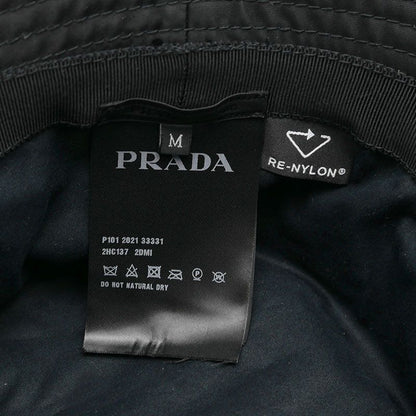 M
PRADA
RE-NYLON®
P101 2021 33331
2HC137 2DMI
DO NOT NATURAL DRY